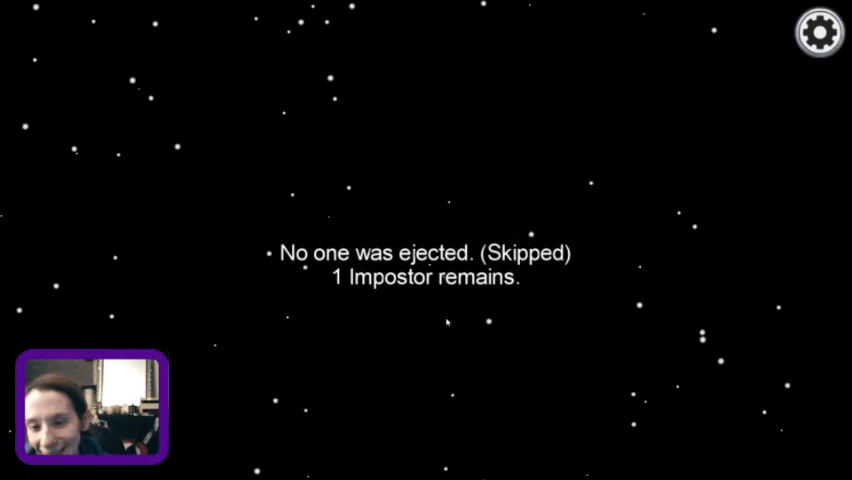 No one was ejected. (Skipped)
1 Impostor remains.